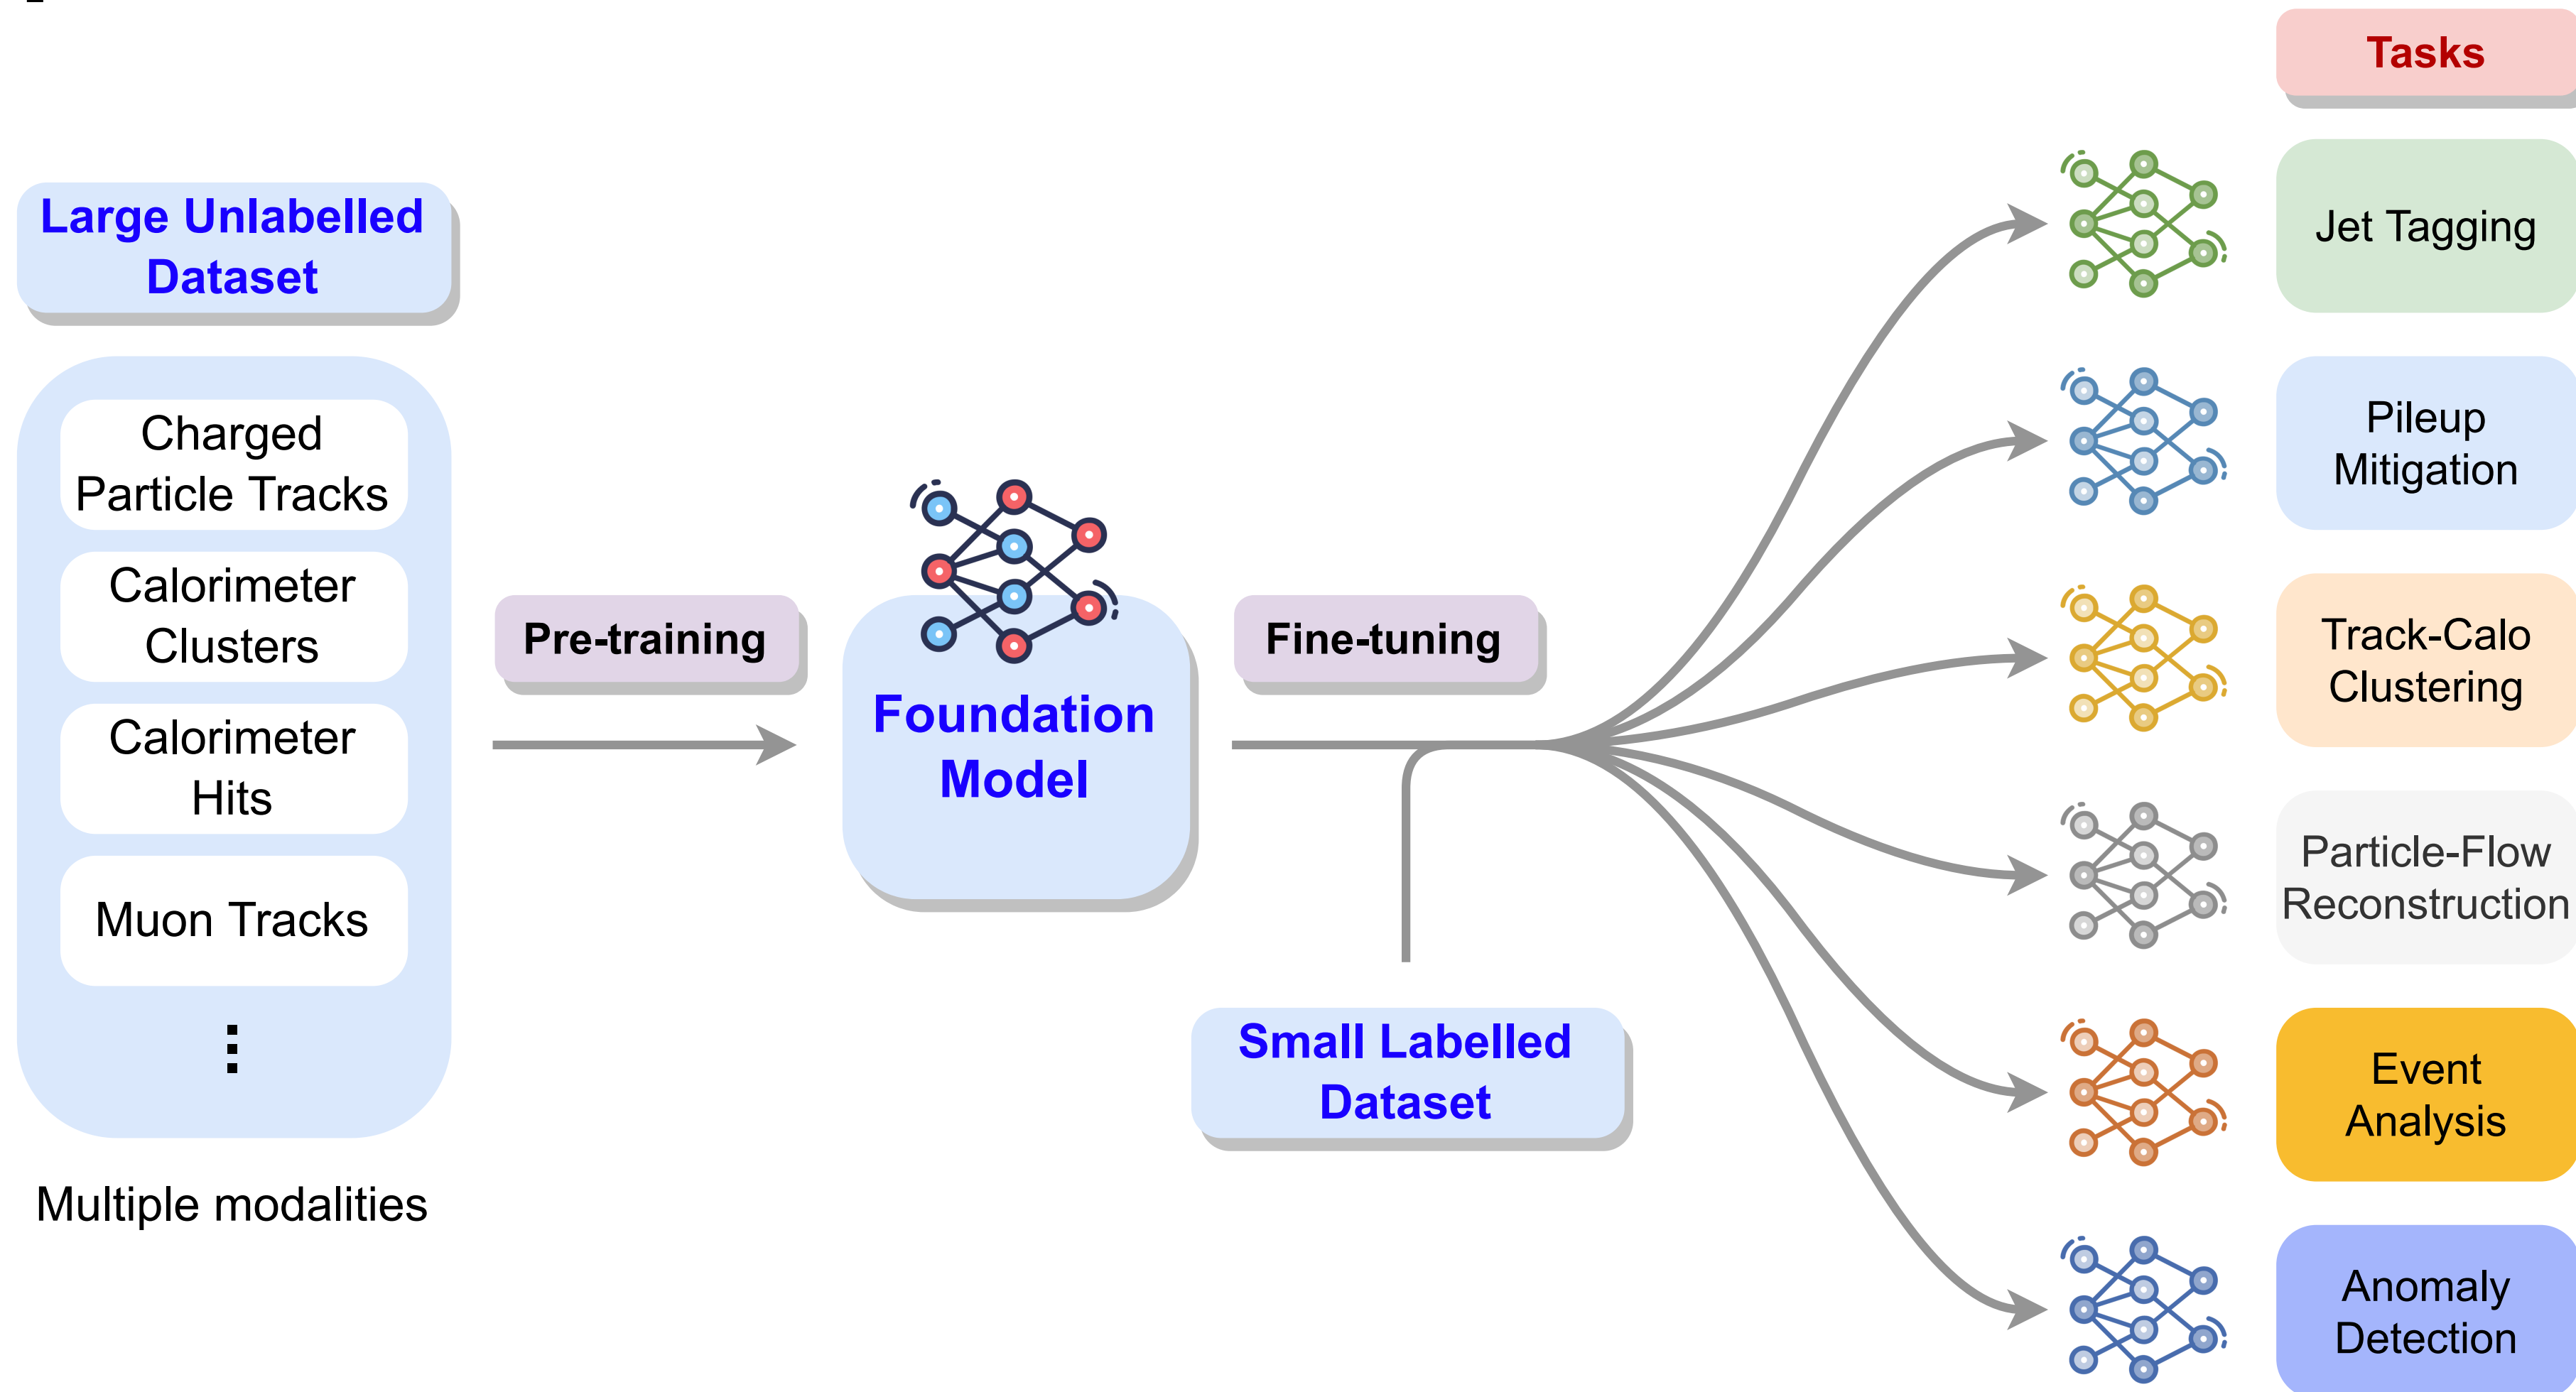 Large Unlabelled
Dataset
Charged
Particle Tracks
Calorimeter
Clusters
Calorimeter
Hits
Muon Tracks
⋮
Multiple modalities
Pre-training
Foundation
Model
Fine-tuning
Small Labelled
Dataset
Tasks
Jet Tagging
Pileup
Mitigation
Track-Calo
Clustering
Particle-Flow
Reconstruction
Event
Analysis
Anomaly
Detection